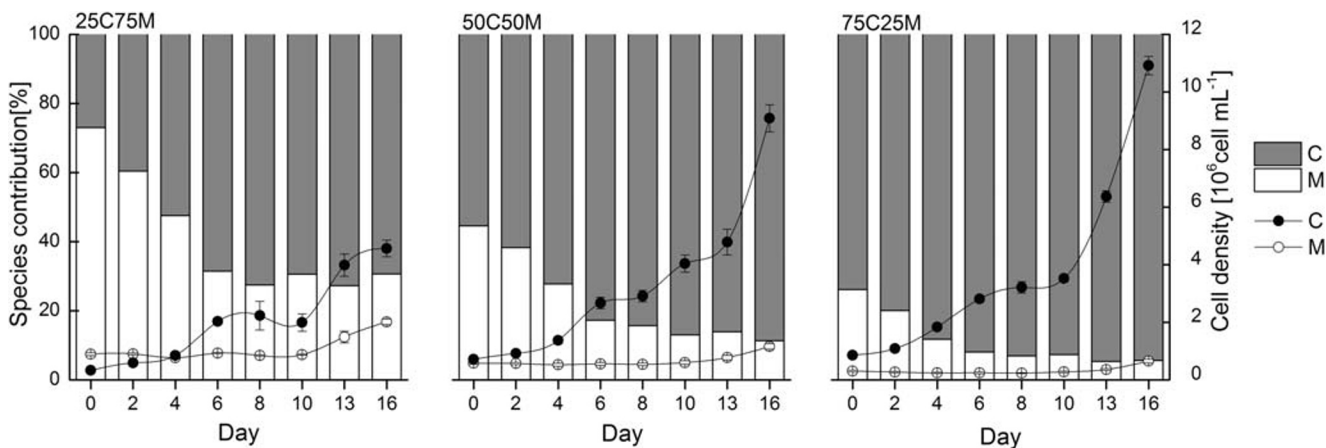 25C75M 50C50M 75C25M
Species contribution[%]
100
80
60
40
20
0
0 2 4 6 8 10 13 16
Day
0 2 4 6 8 10 13 16
Day
0 2 4 6 8 10 13 16
Day
12
10
8
6
4
2
0
Cell density [10⁶cell mL⁻¹]
C
M
C
M